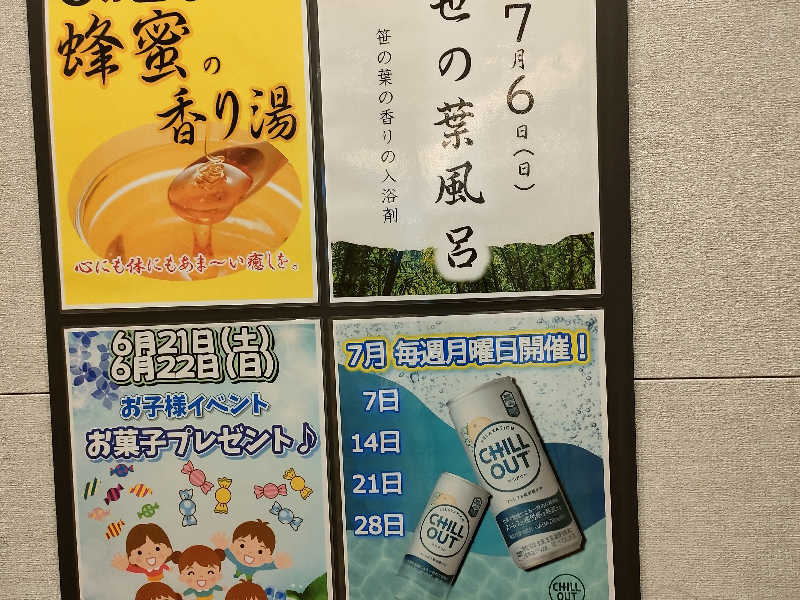 蜂蜜の
香り湯
心にも体にもあま〜い癒しを。
7月6日(日)
笹の葉風呂
笹の葉の香りの入浴剤
6月21日(土)
6月22日(日)
お子様イベント
お菓子プレゼント♪
7月 毎週月曜日開催!
7日
14日
21日
28日
RELAXATION
CHILL
OUT
CHILL
OUT
CHILL
OUT